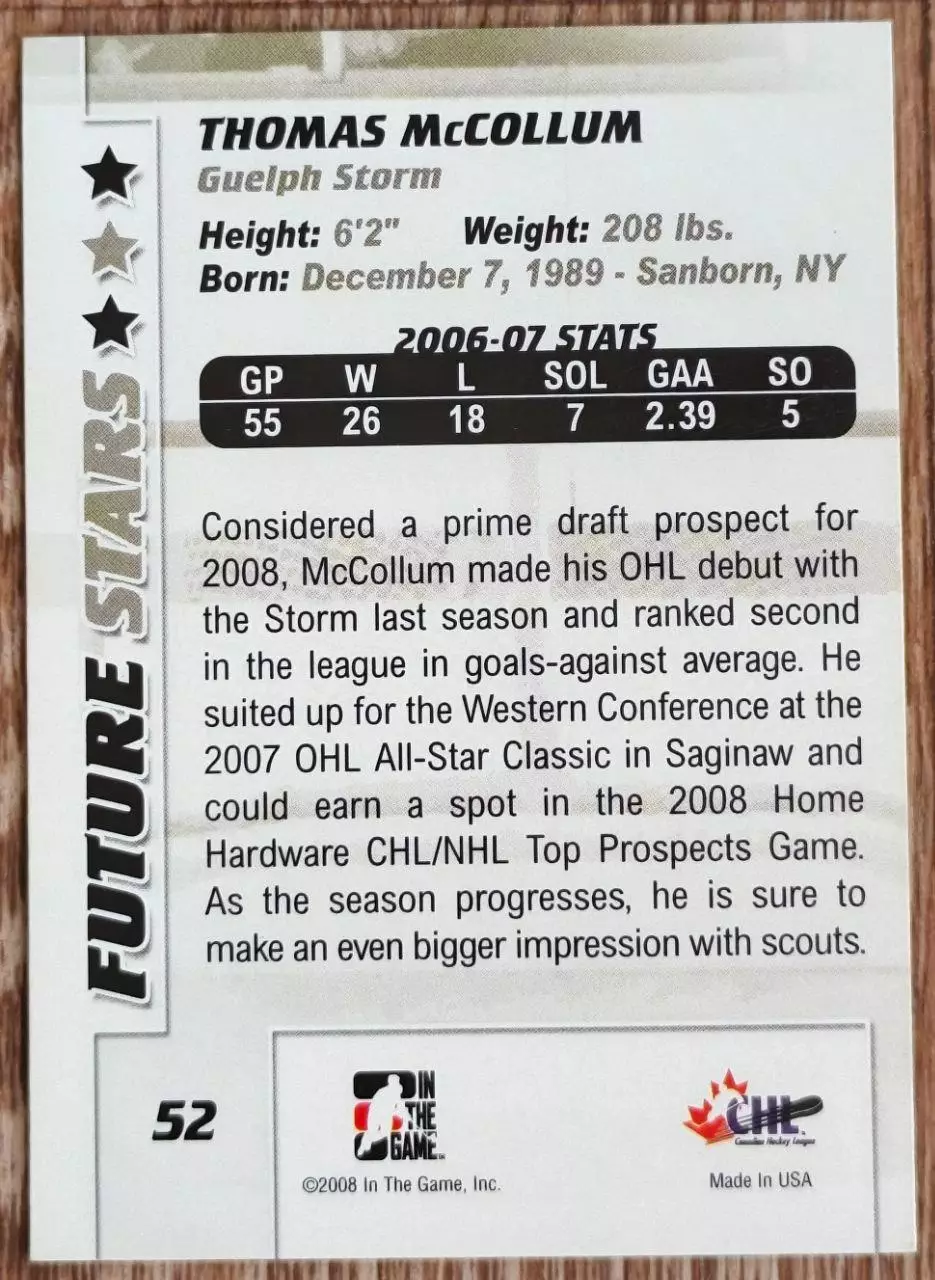 THOMAS McCOLLUM
Guelph Storm
Height: 6'2" Weight: 208 lbs.
Born: December 7, 1989 - Sanborn, NY
2006-07 STATS
GP W L SOL GAA SO
55 26 18 7 2.39 5
Considered a prime draft prospect for
2008, McCollum made his OHL debut with
the Storm last season and ranked second
in the league in goals-against average. He
suited up for the Western Conference at the
2007 OHL All-Star Classic in Saginaw and
could earn a spot in the 2008 Home
Hardware CHL/NHL Top Prospects Game.
As the season progresses, he is sure to
make an even bigger impression with scouts.
FUTURE STARS
52
IN
THE
GAME
©2008 In The Game, Inc.
CHL
Canadian Hockey League
Made In USA